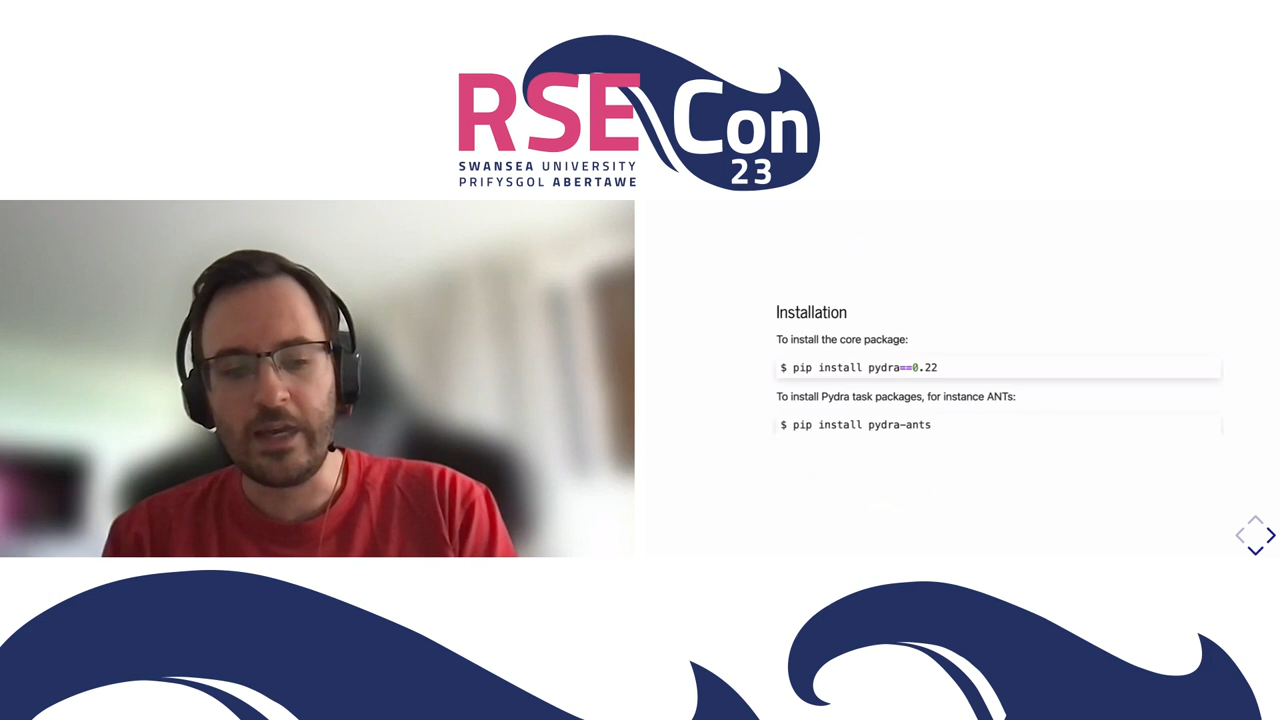 RSE Con
23
SWANSEA UNIVERSITY
PRIFYSGOL ABERTAWE
Installation
To install the core package:
$ pip install pydra==0.22
To install Pydra task packages, for instance ANTs:
$ pip install pydra-ants